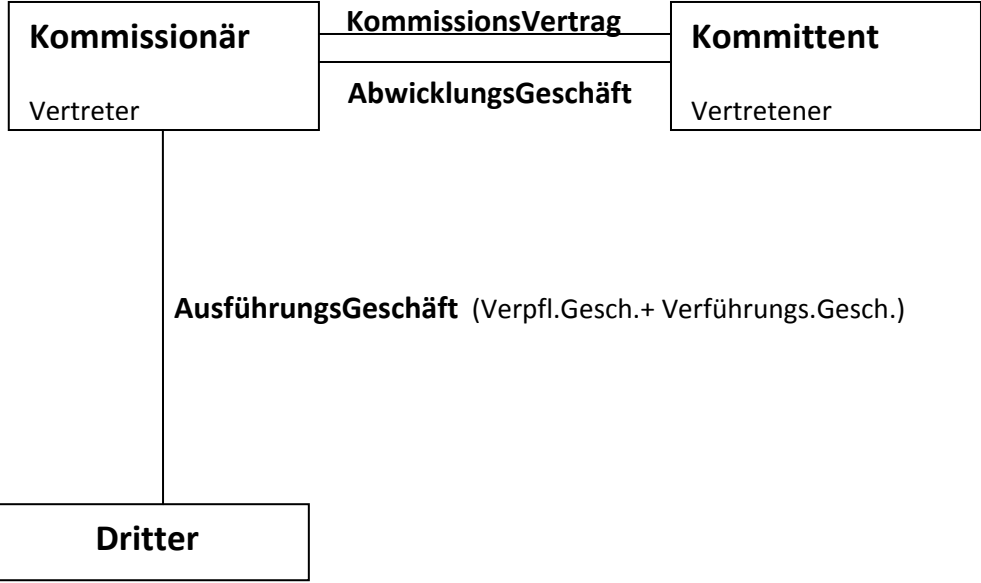 Kommissionär
KommissionsVertrag
Kommittent
AbwicklungsGeschäft
Vertreter
Vertretener
AusführungsGeschäft (Verpfl.Gesch.+ Verführungs.Gesch.)
Dritter